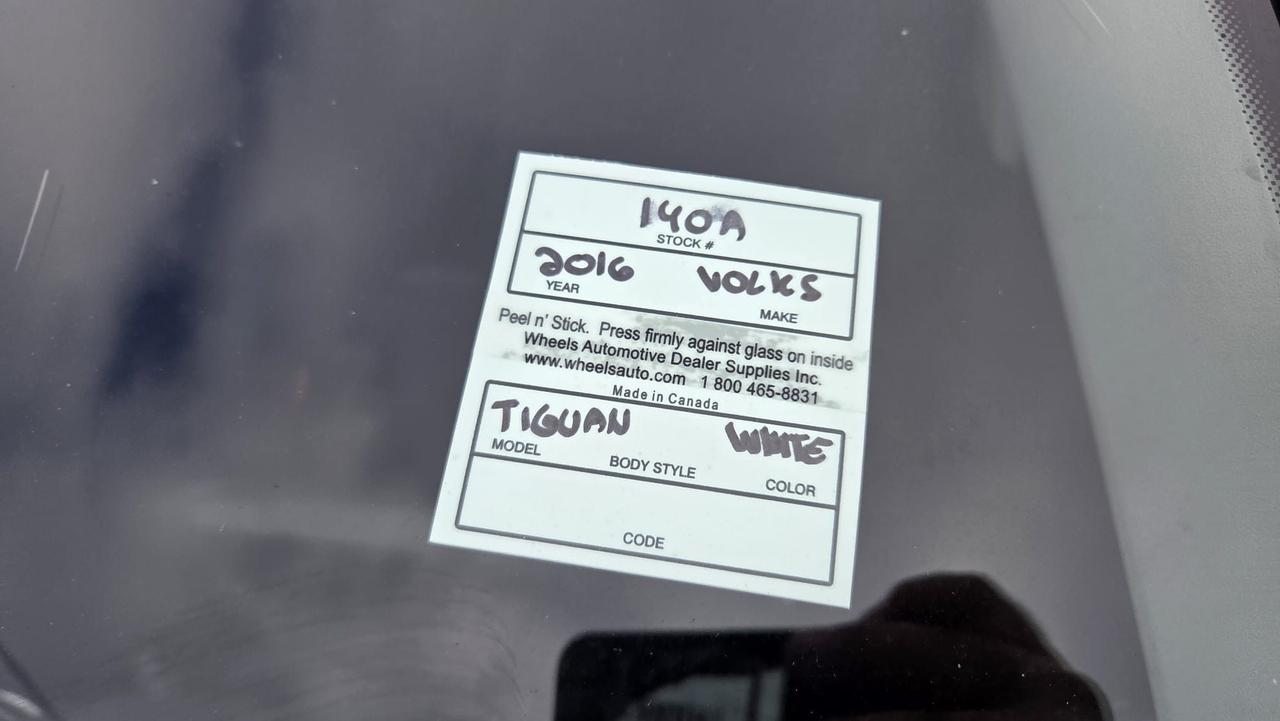 140A
STOCK #
2016 VOLKS
YEAR MAKE
Peel n' Stick. Press firmly against glass on inside
Wheels Automotive Dealer Supplies Inc.
www.wheelsauto.com 1 800 465-8831
Made in Canada
TIGUAN WHITE
MODEL BODY STYLE COLOR
CODE